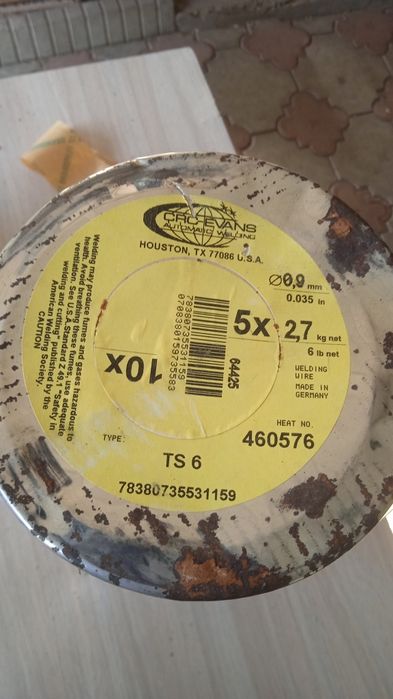 CRC-EVANS
AUTOMATIC WELDING
HOUSTON, TX 77086 U.S.A.
Ø0,9 mm
0.035 in
5x 2,7 kg net
6 lb net
WELDING
WIRE
MADE IN
GERMANY
HEAT NO.
460576
TYPE:
TS 6
78380735531159
10x
64425
78380735531159
Welding may produce fumes and gases hazardous to
health. Avoid breathing these fumes, use adequate
ventilation. See U.S.A. Standard Z 49.1 "Safety in
welding and cutting" published by the
American Welding Society.
CAUTION